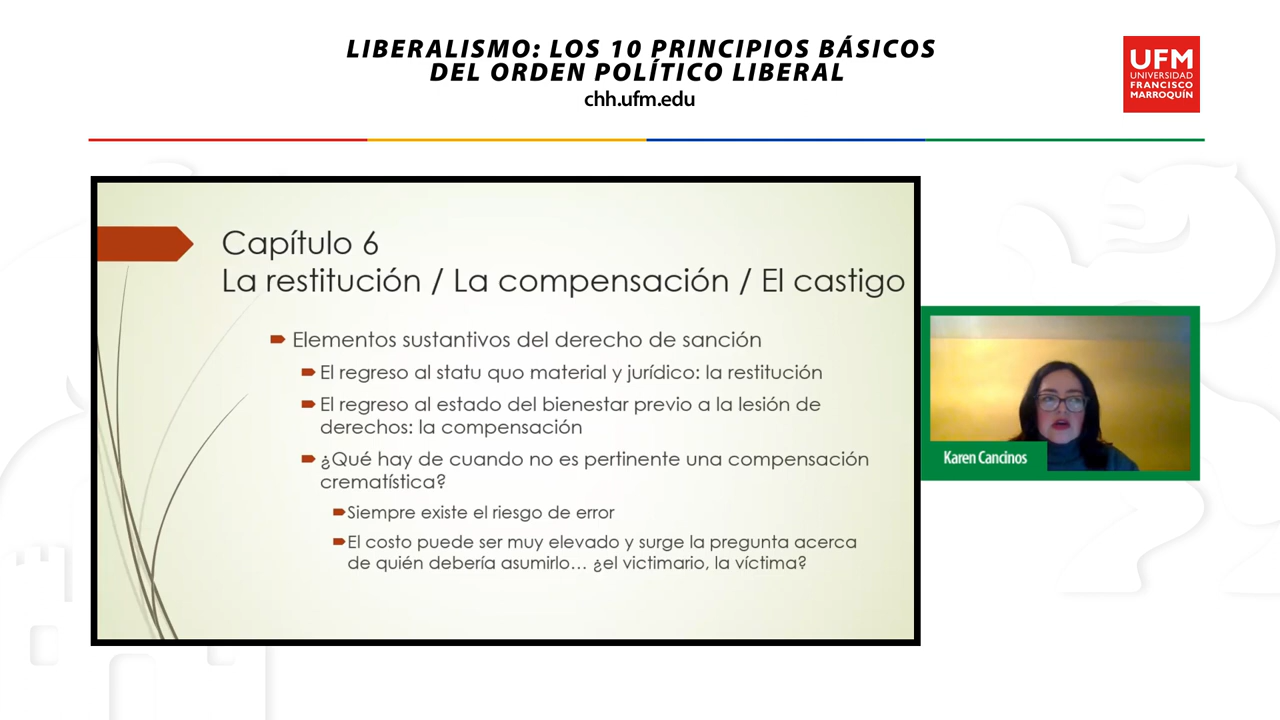 LIBERALISMO: LOS 10 PRINCIPIOS BÁSICOS
DEL ORDEN POLÍTICO LIBERAL
chh.ufm.edu
UFM
UNIVERSIDAD
FRANCISCO
MARROQUÍN
Capítulo 6
La restitución / La compensación / El castigo
Elementos sustantivos del derecho de sanción
El regreso al statu quo material y jurídico: la restitución
El regreso al estado del bienestar previo a la lesión de
derechos: la compensación
¿Qué hay de cuando no es pertinente una compensación
crematística?
Siempre existe el riesgo de error
El costo puede ser muy elevado y surge la pregunta acerca
de quién debería asumirlo… ¿el victimario, la víctima?
Karen Cancinos